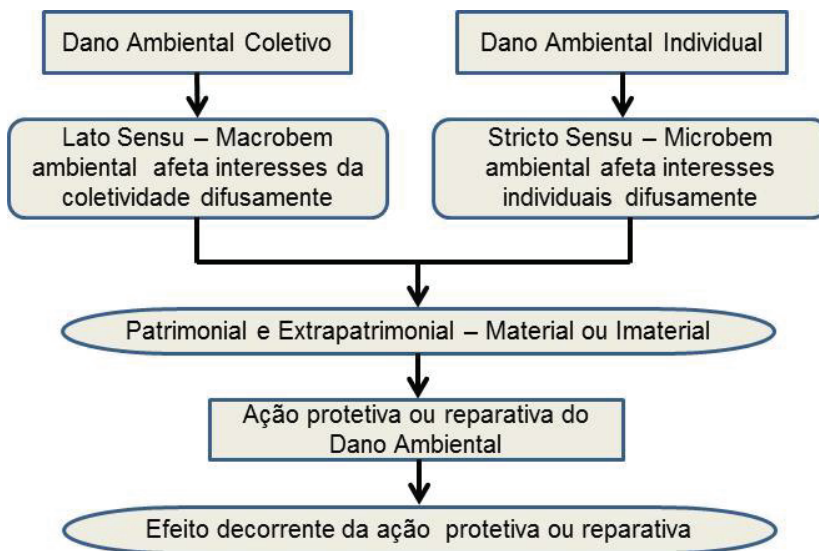 Dano Ambiental Coletivo
Dano Ambiental Individual
Lato Sensu – Macrobem
ambiental afeta interesses da
coletividade difusamente
Stricto Sensu – Microbem
ambiental afeta interesses
individuais difusamente
Patrimonial e Extrapatrimonial – Material ou Imaterial
Ação protetiva ou reparativa do
Dano Ambiental
Efeito decorrente da ação protetiva ou reparativa